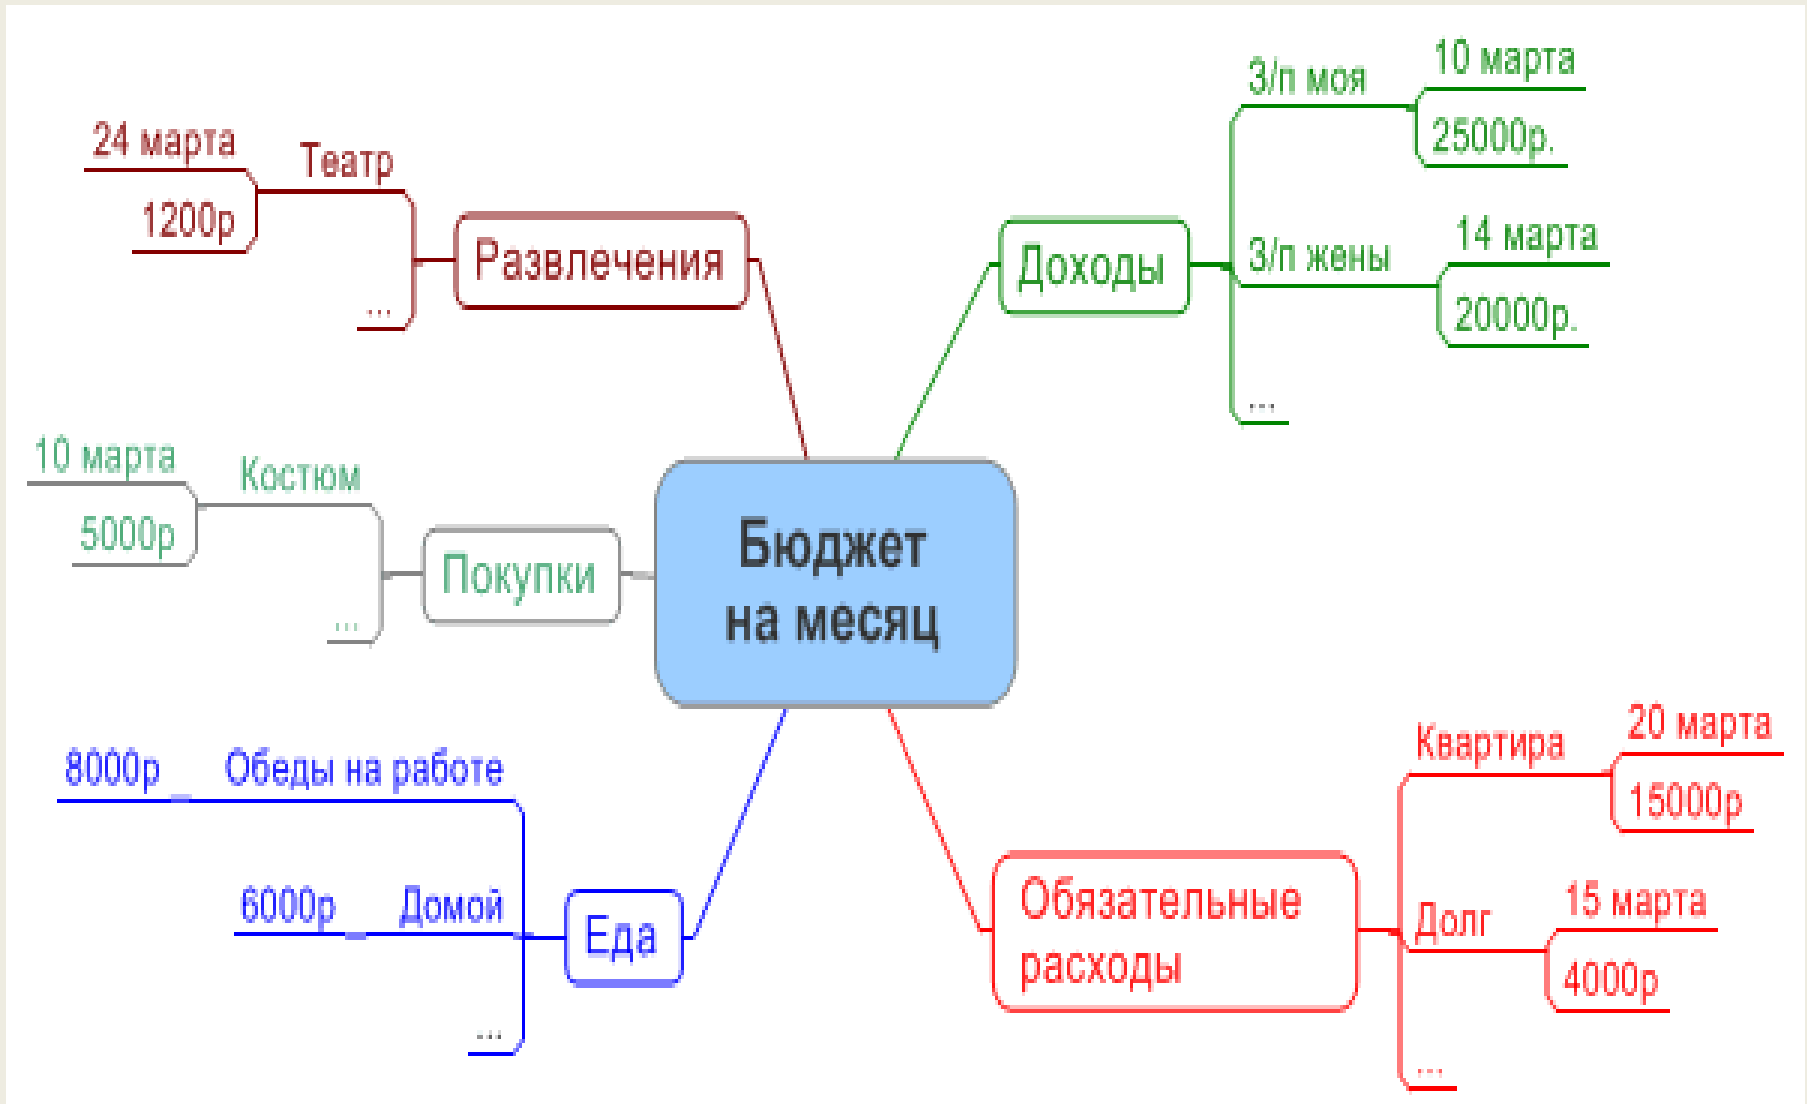 Бюджет
на месяц
Доходы
З/п моя
10 марта
25000р.
З/п жены
14 марта
20000р.
...
Обязательные
расходы
Квартира
20 марта
15000р
Долг
15 марта
4000р
...
Развлечения
Театр
24 марта
1200р
...
Покупки
Костюм
10 марта
5000р
...
Еда
Обеды на работе
8000р
Домой
6000р
...